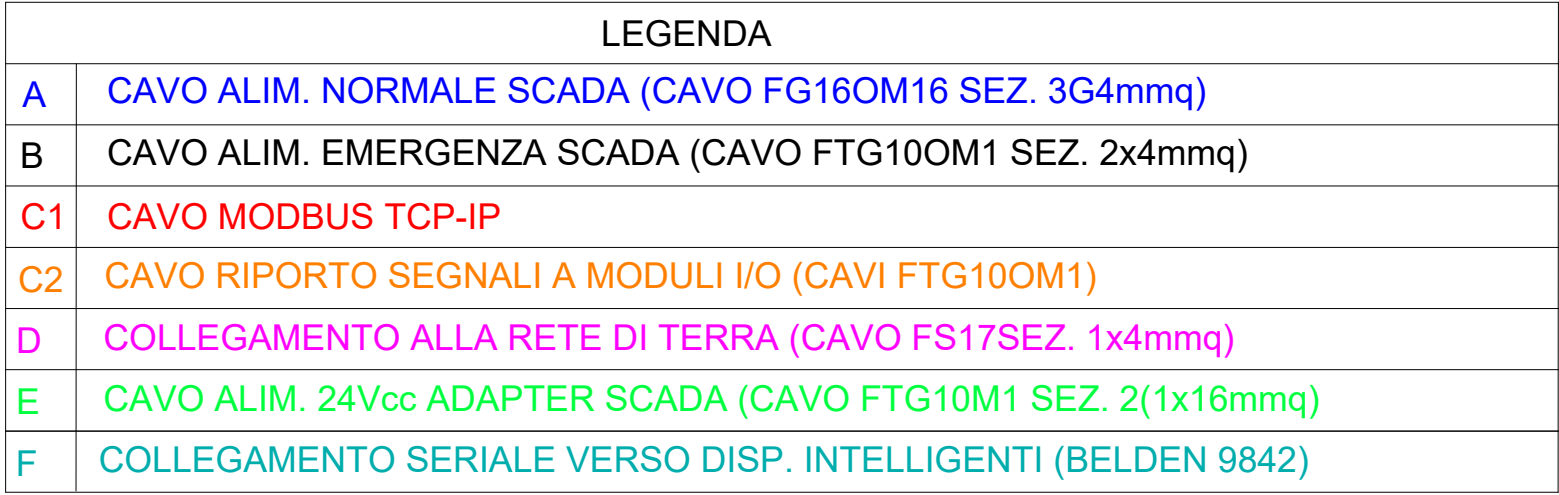 LEGENDA
A CAVO ALIM. NORMALE SCADA (CAVO FG16OM16 SEZ. 3G4mmq)
B CAVO ALIM. EMERGENZA SCADA (CAVO FTG10OM1 SEZ. 2x4mmq)
C1 CAVO MODBUS TCP-IP
C2 CAVO RIPORTO SEGNALI A MODULI I/O (CAVI FTG10OM1)
D COLLEGAMENTO ALLA RETE DI TERRA (CAVO FS17SEZ. 1x4mmq)
E CAVO ALIM. 24Vcc ADAPTER SCADA (CAVO FTG10M1 SEZ. 2(1x16mmq)
F COLLEGAMENTO SERIALE VERSO DISP. INTELLIGENTI (BELDEN 9842)